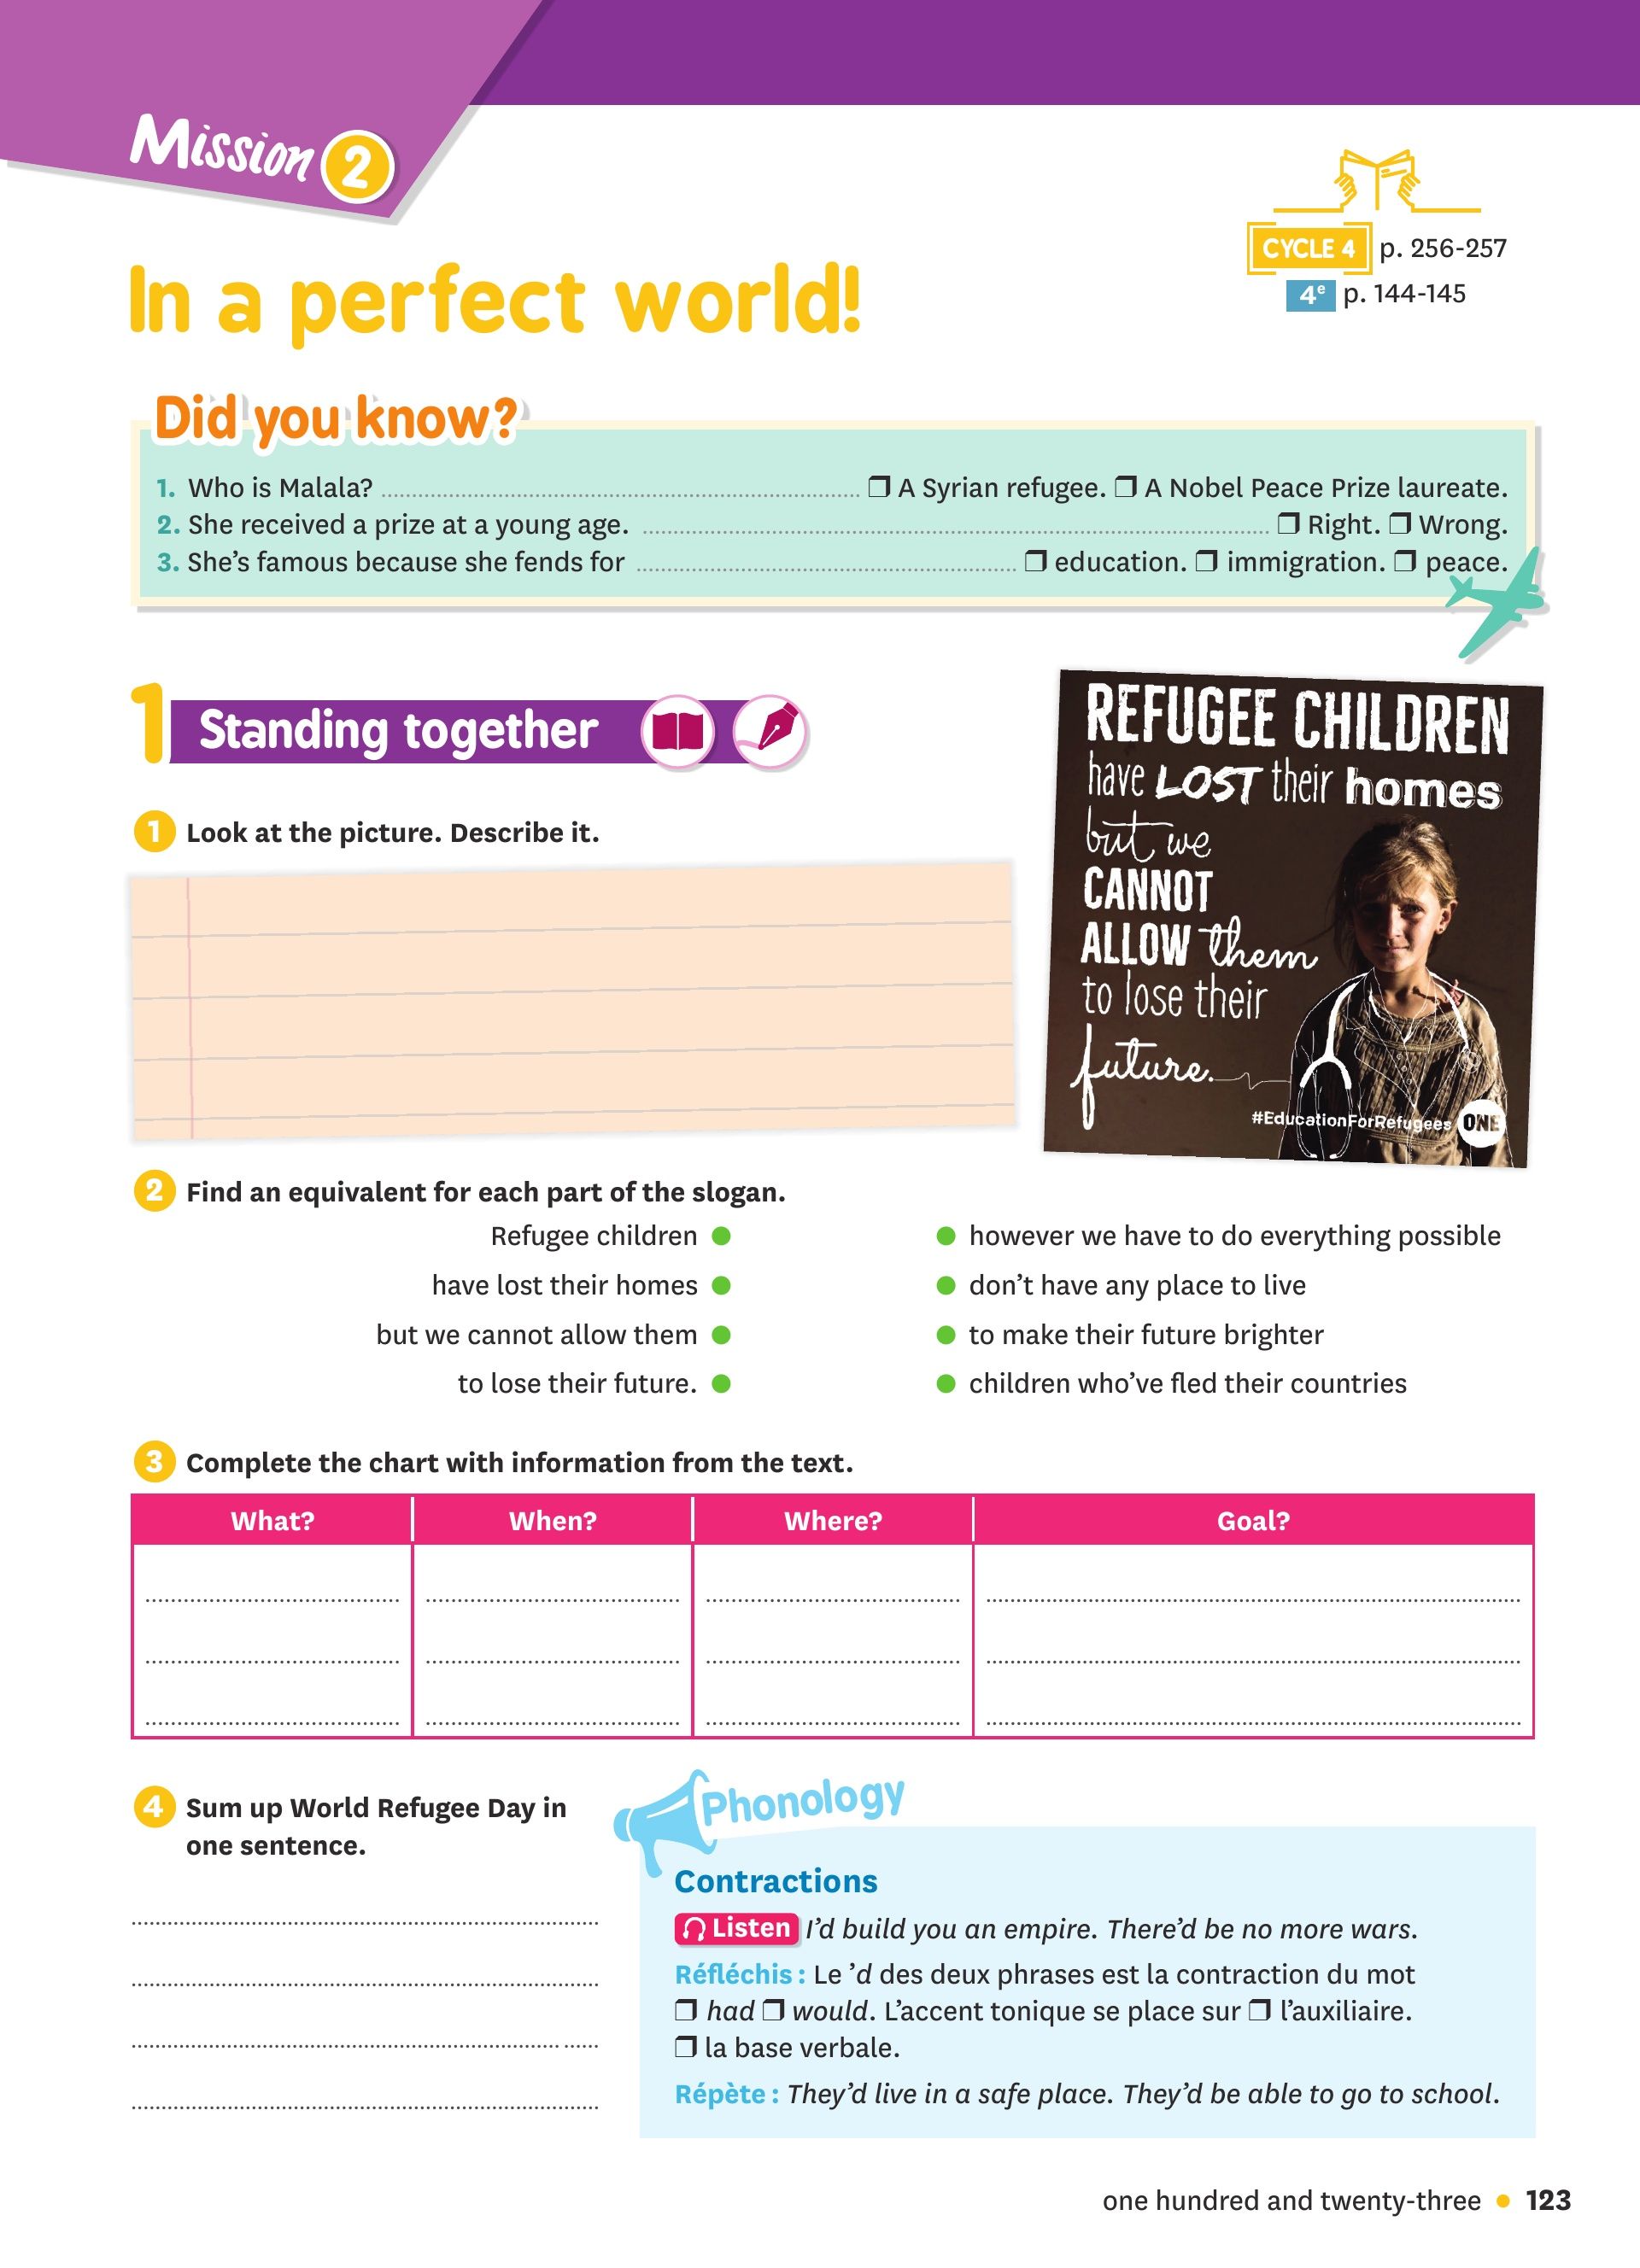 Mission 2
CYCLE 4 p. 256-257
4e p. 144-145
In a perfect world!
Did you know?
1. Who is Malala? ❒ A Syrian refugee. ❒ A Nobel Peace Prize laureate.
2. She received a prize at a young age. ❒ Right. ❒ Wrong.
3. She's famous because she fends for ❒ education. ❒ immigration. ❒ peace.
1 Standing together
REFUGEE CHILDREN
have LOST their homes
but we
CANNOT
ALLOW them
to lose their
future.
#EducationForRefugees ONE
1 Look at the picture. Describe it.
2 Find an equivalent for each part of the slogan.
Refugee children • • however we have to do everything possible
have lost their homes • • don't have any place to live
but we cannot allow them • • to make their future brighter
to lose their future. • • children who've fled their countries
3 Complete the chart with information from the text.
What? When? Where? Goal?
4 Sum up World Refugee Day in
one sentence.
Phonology
Contractions
Listen I'd build you an empire. There'd be no more wars.
Réfléchis : Le 'd des deux phrases est la contraction du mot
❒ had ❒ would. L'accent tonique se place sur ❒ l'auxiliaire.
❒ la base verbale.
Répète : They'd live in a safe place. They'd be able to go to school.
one hundred and twenty-three • 123